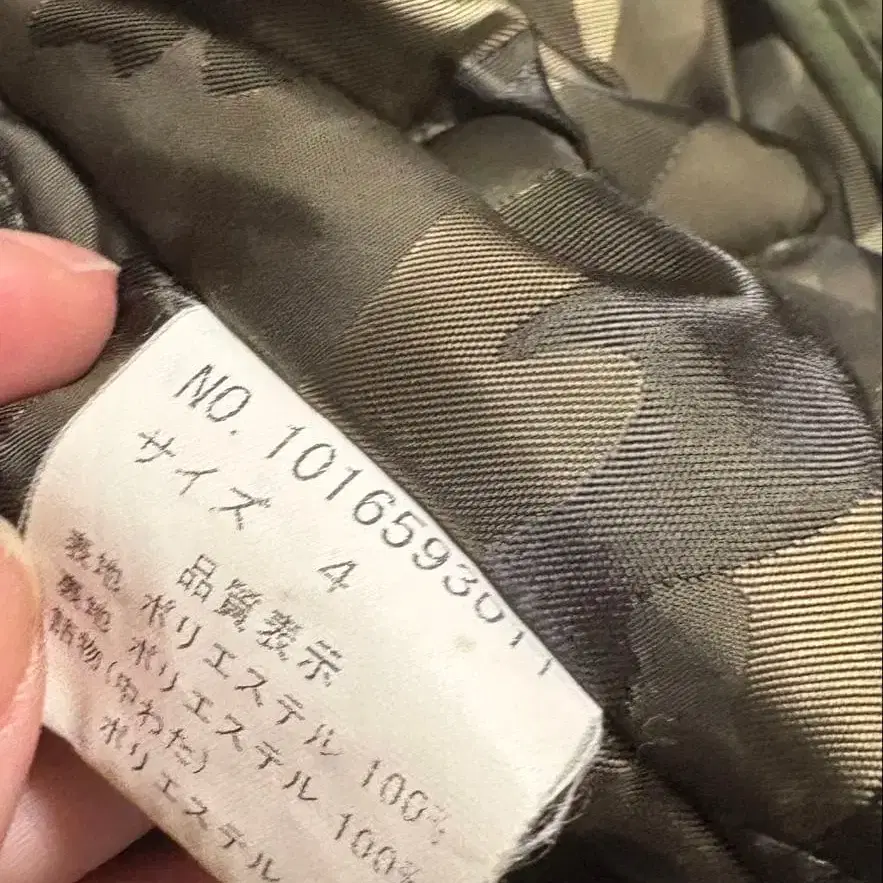 NO. 1016593011
サイズ 4
品質表示
表地 ポリエステル 100%
裏地 ポリエステル 100%
詰物(中わた)
ポリエステル